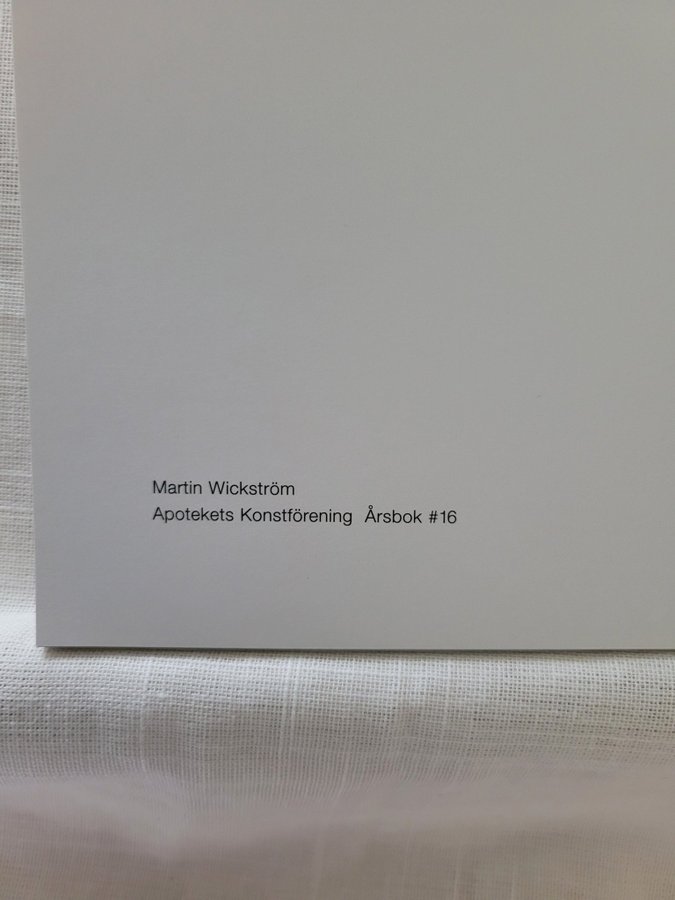 Martin Wickström
Apotekets Konstförening Årsbok #16